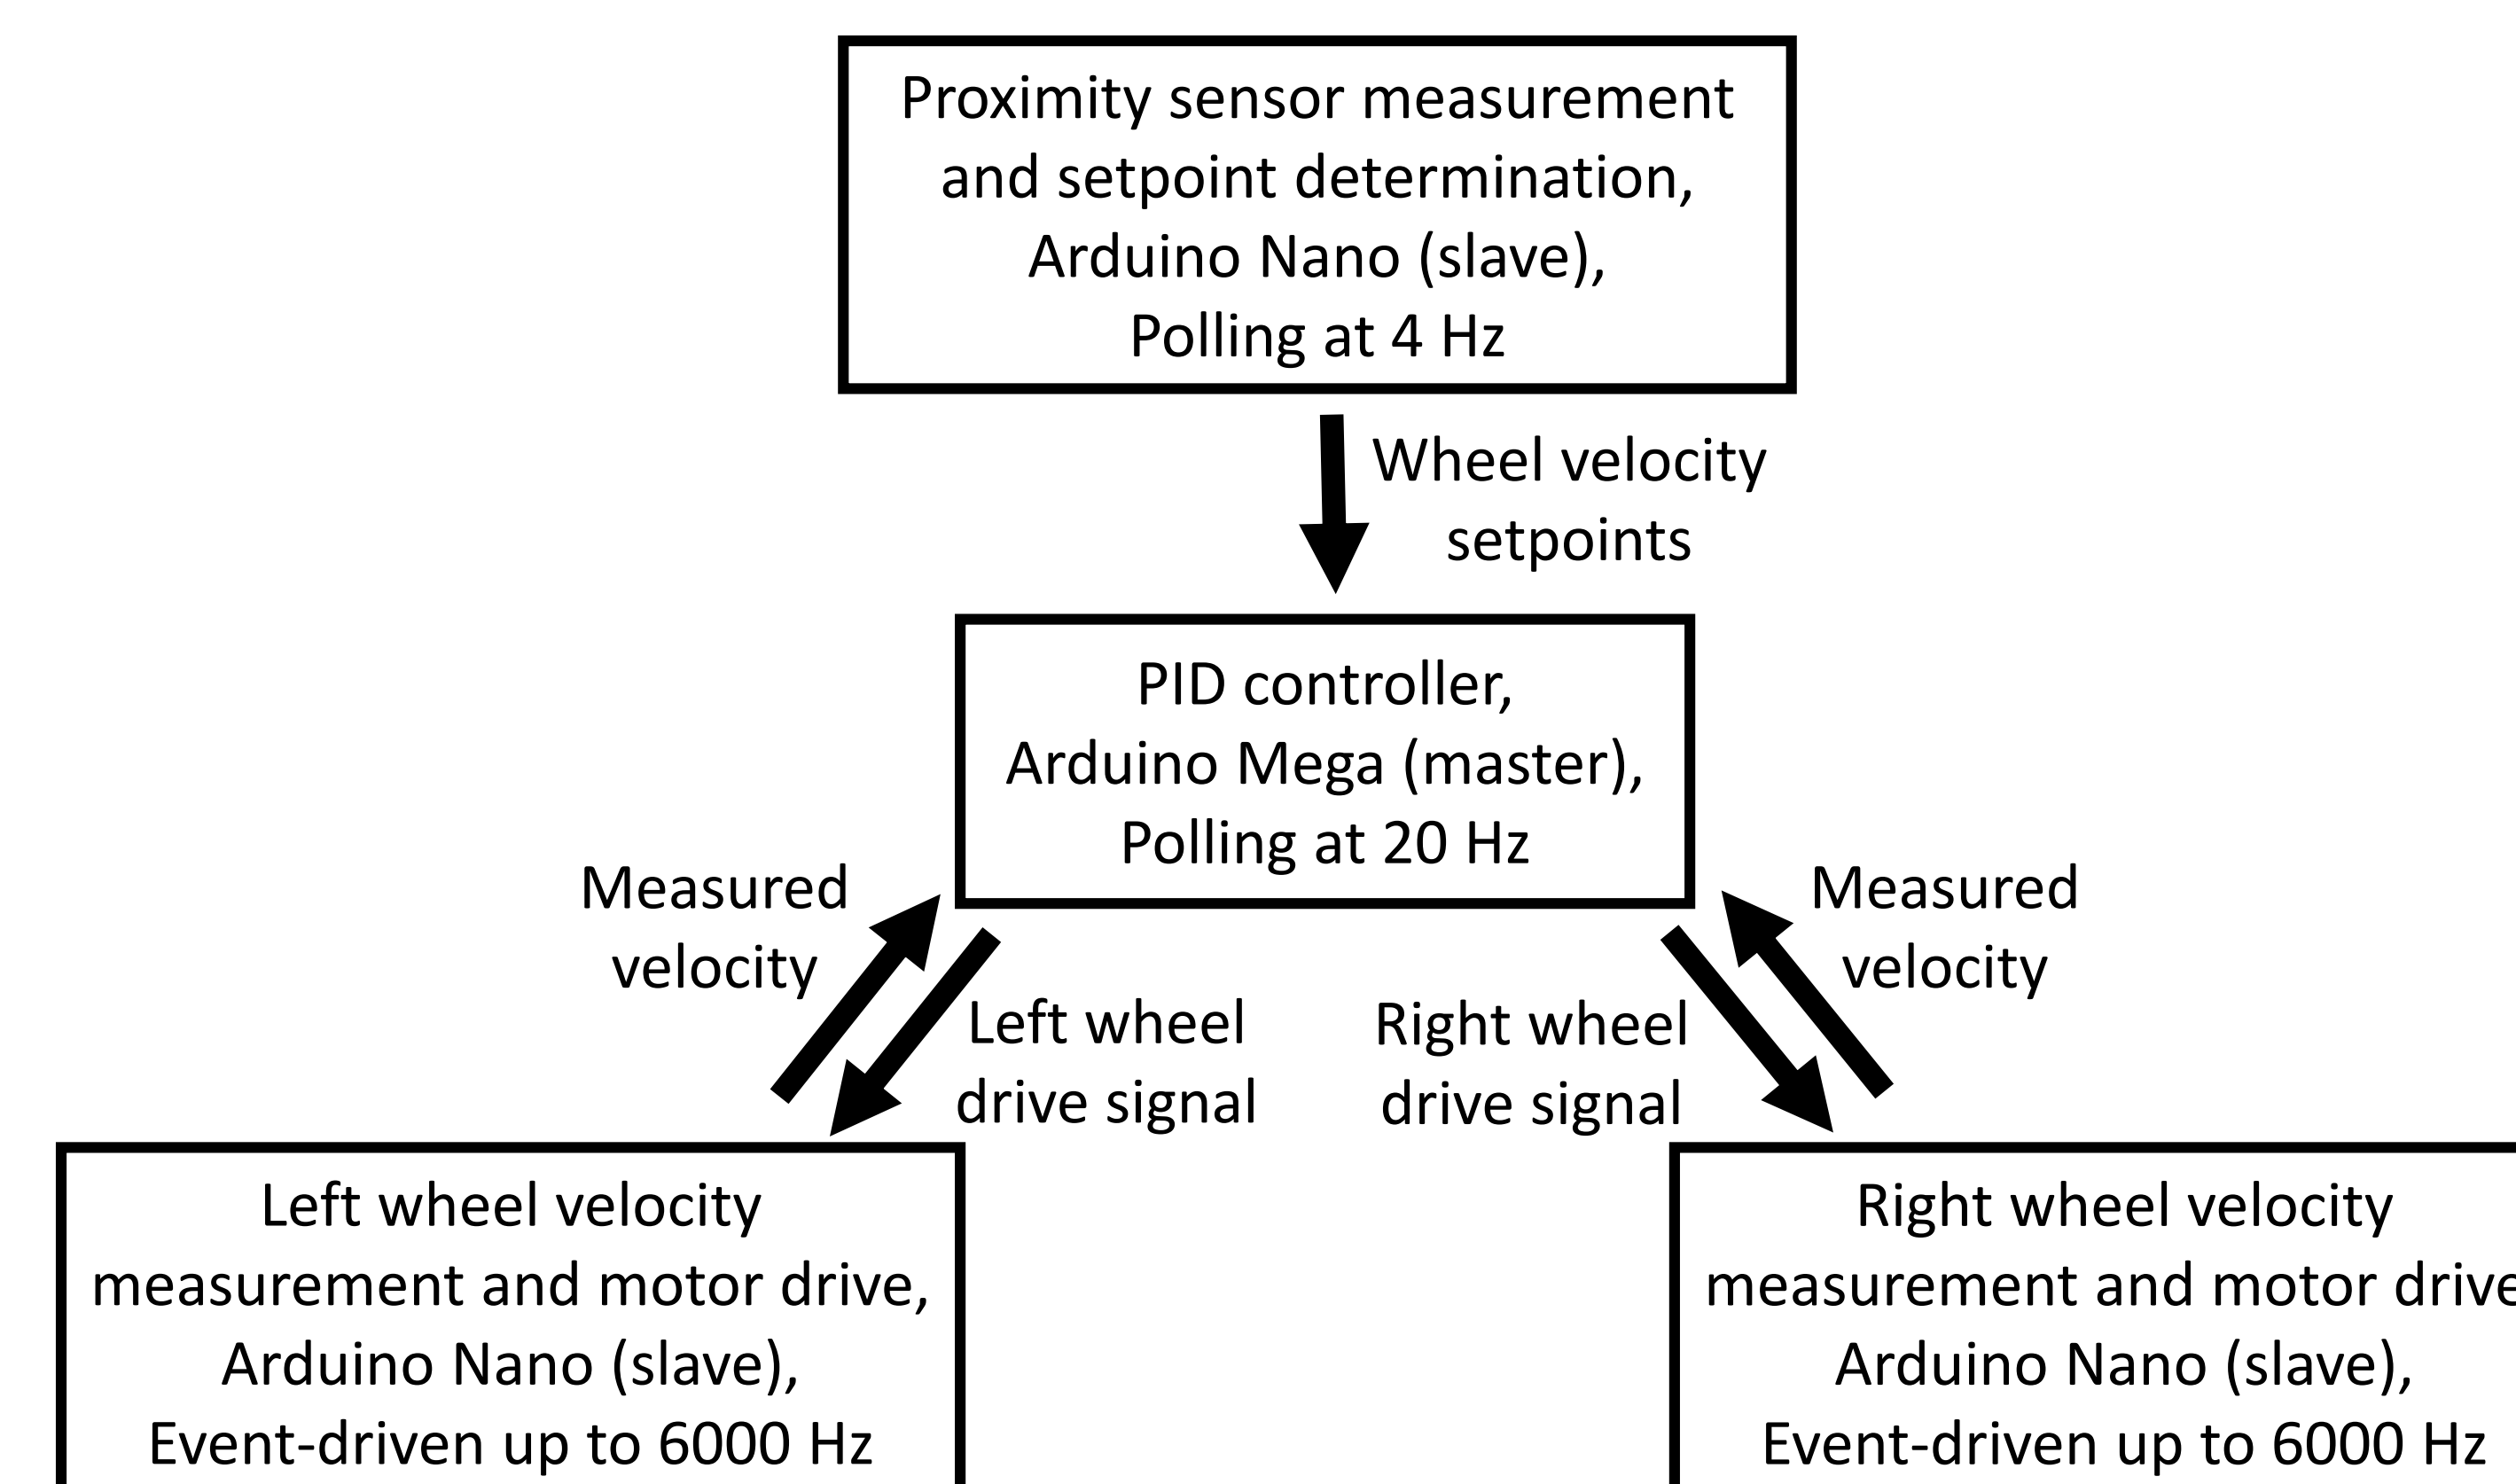 Proximity sensor measurement
and setpoint determination,
Arduino Nano (slave),
Polling at 4 Hz
Wheel velocity
setpoints
PID controller,
Arduino Mega (master),
Polling at 20 Hz
Measured
velocity
Left wheel
drive signal
Right wheel
drive signal
Measured
velocity
Left wheel velocity
measurement and motor drive,
Arduino Nano (slave),
Event-driven up to 6000 Hz
Right wheel velocity
measurement and motor drive
Arduino Nano (slave),
Event-driven up to 6000 Hz